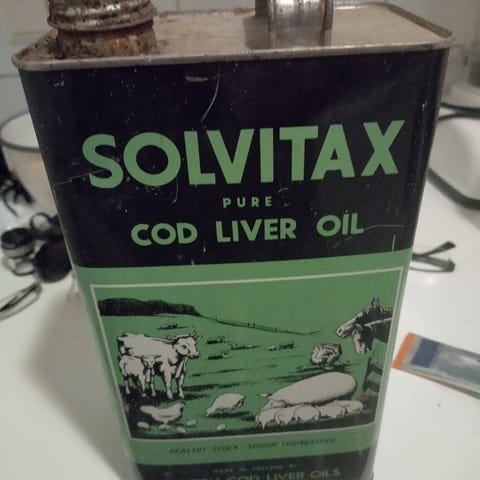 SOLVITAX
PURE
COD LIVER OIL
HEALTHY STOCK - STURDY YOUNGSTERS
MADE IN ENGLAND BY
COD LIVER OILS